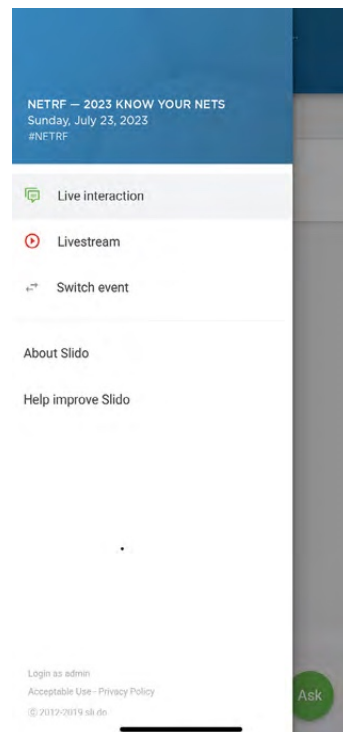 NETRF — 2023 KNOW YOUR NETS
Sunday, July 23, 2023
#NETRF
Live interaction
Livestream
Switch event
About Slido
Help improve Slido
Login as admin
Acceptable Use - Privacy Policy
© 2012-2019 sli.do
Ask